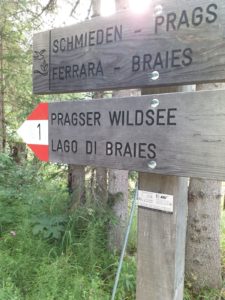 SCHMIEDEN - PRAGS
FERRARA - BRAIES
1
PRAGSER WILDSEE
LAGO DI BRAIES